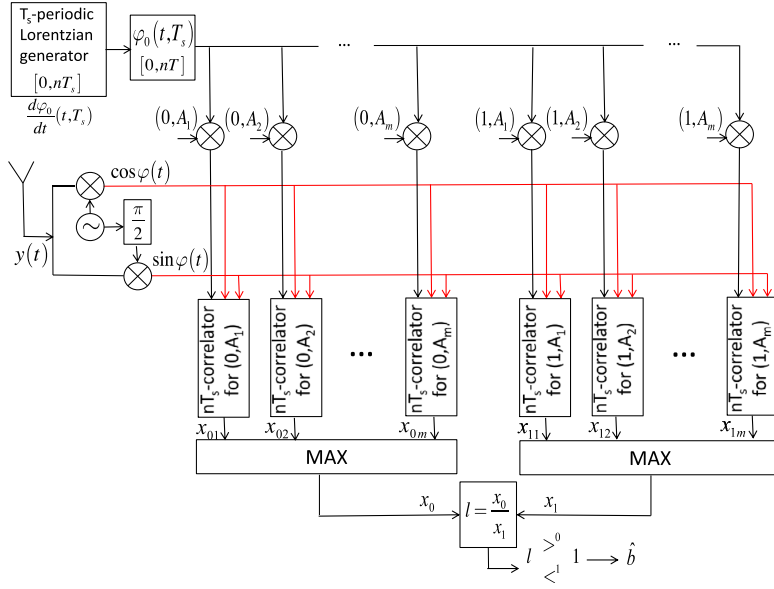 Tₛ-periodic
Lorentzian
generator
[0,nTₛ]
dφ₀/dt (t,Tₛ)
φ₀(t,Tₛ)
[0,nT]
...
...
(0,A₁)
(0,A₂)
(0,Aₘ)
(1,A₁)
(1,A₂)
(1,Aₘ)
cos φ(t)
~
π/2
y(t)
sin φ(t)
nTₛ-correlator
for (0,A₁)
nTₛ-correlator
for (0,A₂)
...
nTₛ-correlator
for (0,Aₘ)
nTₛ-correlator
for (1,A₁)
nTₛ-correlator
for (1,A₂)
...
nTₛ-correlator
for (1,Aₘ)
x₀₁
x₀₂
x₀ₘ
x₁₁
x₁₂
x₁ₘ
MAX
MAX
x₀
l = x₀/x₁
x₁
l >⁰ <¹ 1 → b̂